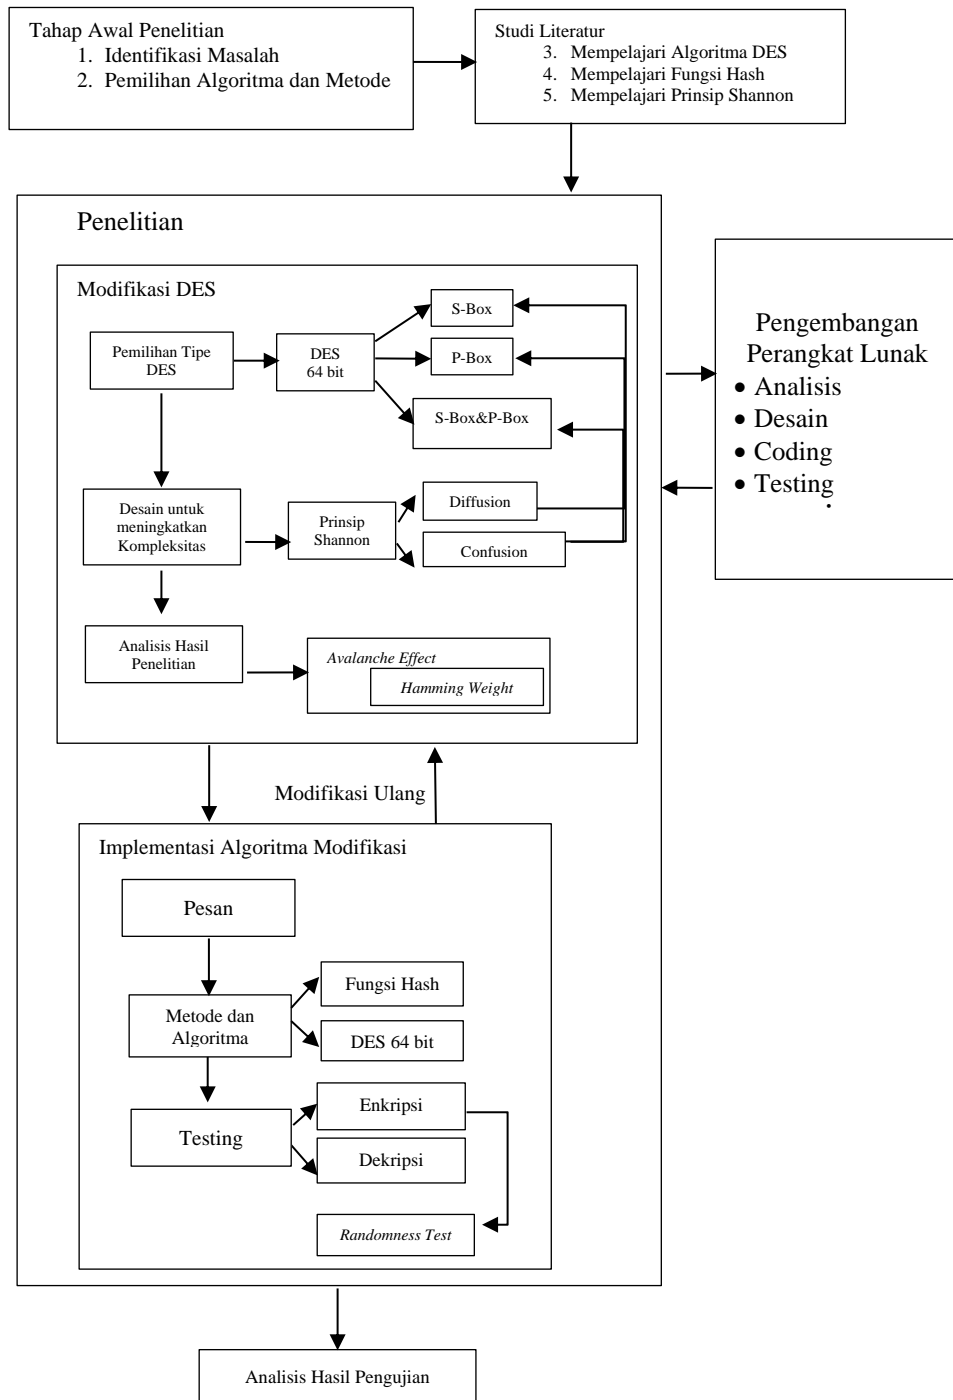 Tahap Awal Penelitian
1. Identifikasi Masalah
2. Pemilihan Algoritma dan Metode
Studi Literatur
3. Mempelajari Algoritma DES
4. Mempelajari Fungsi Hash
5. Mempelajari Prinsip Shannon
Penelitian
Modifikasi DES
Pemilihan Tipe
DES
DES
64 bit
S-Box
P-Box
S-Box&P-Box
Desain untuk
meningkatkan
Kompleksitas
Prinsip
Shannon
Diffusion
Confusion
Analisis Hasil
Penelitian
Avalanche Effect
Hamming Weight
Pengembangan
Perangkat Lunak
• Analisis
• Desain
• Coding
• Testing
.
Modifikasi Ulang
Implementasi Algoritma Modifikasi
Pesan
Metode dan
Algoritma
Fungsi Hash
DES 64 bit
Testing
Enkripsi
Dekripsi
Randomness Test
Analisis Hasil Pengujian